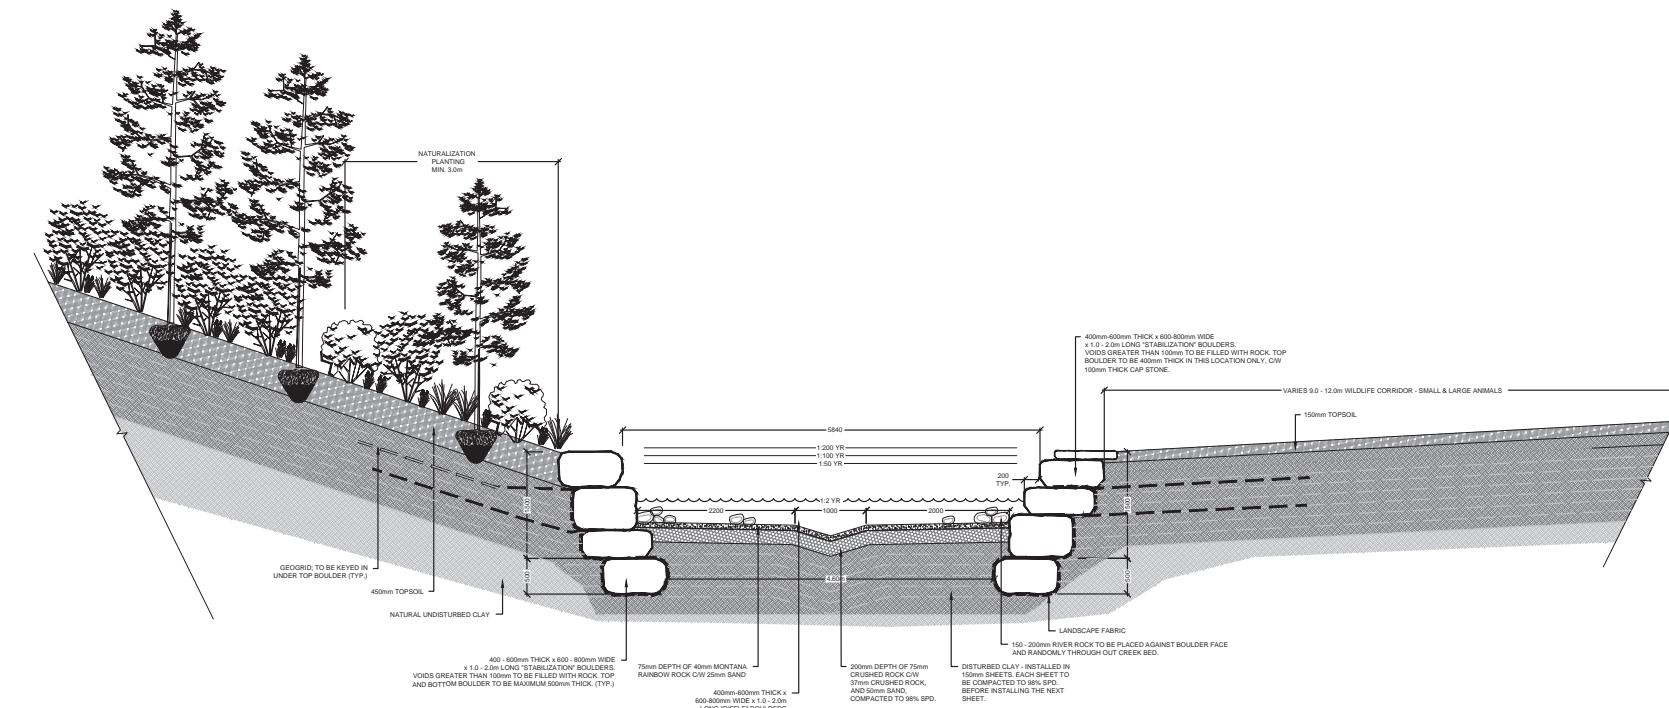 NATURALIZATION
PLANTING
MIN. 3.0m
400mm-600mm THICK x 600-800mm WIDE
x 1.0 - 2.0m LONG "STABILIZATION" BOULDERS.
VOIDS GREATER THAN 100mm TO BE FILLED WITH ROCK. TOP
BOULDER TO BE 400mm THICK IN THIS LOCATION ONLY, C/W
100mm THICK CAP STONE.
VARIES 9.0 - 12.0m WILDLIFE CORRIDOR - SMALL & LARGE ANIMALS
150mm TOPSOIL
5840
1:200 YR
1:100 YR
1:50 YR
200
TYP.
1:2 YR
2200
1000
2000
500
500
4.60m
GEOGRID; TO BE KEYED IN
UNDER TOP BOULDER (TYP.)
450mm TOPSOIL
NATURAL UNDISTURBED CLAY
LANDSCAPE FABRIC
150 - 200mm RIVER ROCK TO BE PLACED AGAINST BOULDER FACE
AND RANDOMLY THROUGH OUT CREEK BED.
400 - 600mm THICK x 600 - 800mm WIDE
x 1.0 - 2.0m LONG "STABILIZATION" BOULDERS.
VOIDS GREATER THAN 100mm TO BE FILLED WITH ROCK. TOP
AND BOTTOM BOULDER TO BE MAXIMUM 500mm THICK. (TYP.)
75mm DEPTH OF 40mm MONTANA
RAINBOW ROCK C/W 25mm SAND
400mm-600mm THICK x
600-800mm WIDE x 1.0 - 2.0m
200mm DEPTH OF 75mm
CRUSHED ROCK C/W
37mm CRUSHED ROCK,
AND 50mm SAND,
COMPACTED TO 98% SPD.
DISTURBED CLAY - INSTALLED IN
150mm SHEETS. EACH SHEET TO
BE COMPACTED TO 98% SPD.
BEFORE INSTALLING THE NEXT
SHEET.